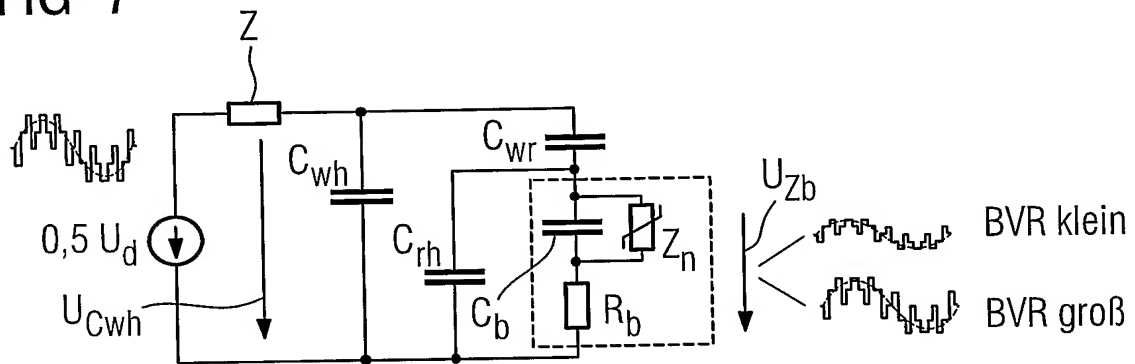 Z
C_wh
C_wr
0,5 U_d
C_rh
Z_n
U_Zb
BVR klein
U_Cwh
C_b
R_b
BVR groß